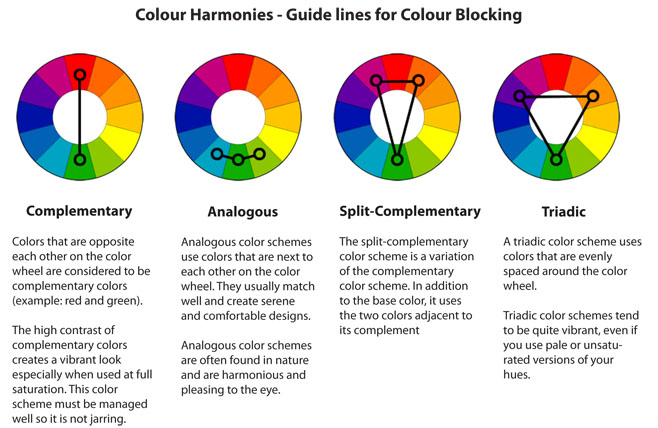 Colour Harmonies - Guide lines for Colour Blocking
Complementary
Colors that are opposite
each other on the color
wheel are considered to be
complementary colors
(example: red and green).
The high contrast of
complementary colors
creates a vibrant look
especially when used at full
saturation. This color
scheme must be managed
well so it is not jarring.
Analogous
Analogous color schemes
use colors that are next to
each other on the color
wheel. They usually match
well and create serene
and comfortable designs.
Analogous color schemes
are often found in nature
and are harmonious and
pleasing to the eye.
Split-Complementary
The split-complementary
color scheme is a variation
of the complementary
color scheme. In addition
to the base color, it uses
the two colors adjacent to
its complement
Triadic
A triadic color scheme uses
colors that are evenly
spaced around the color
wheel.
Triadic color schemes tend
to be quite vibrant, even if
you use pale or unsatu-
rated versions of your
hues.